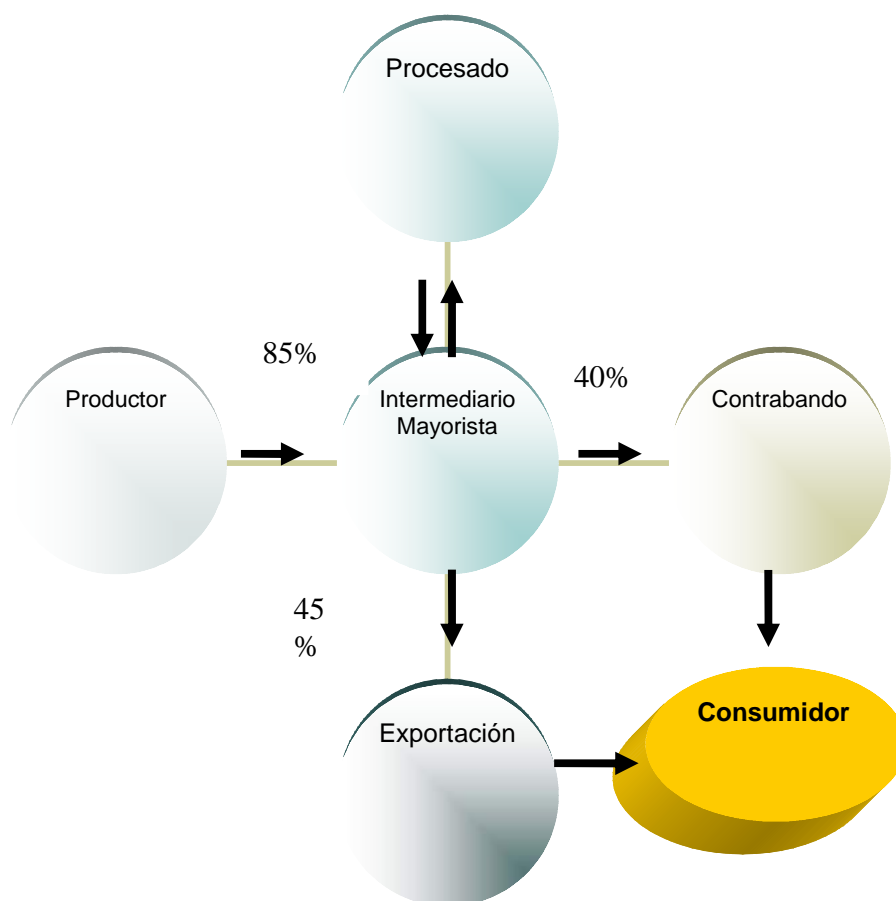 Procesado
85%
40%
Productor
Intermediario
Mayorista
Contrabando
45
%
Consumidor
Exportación